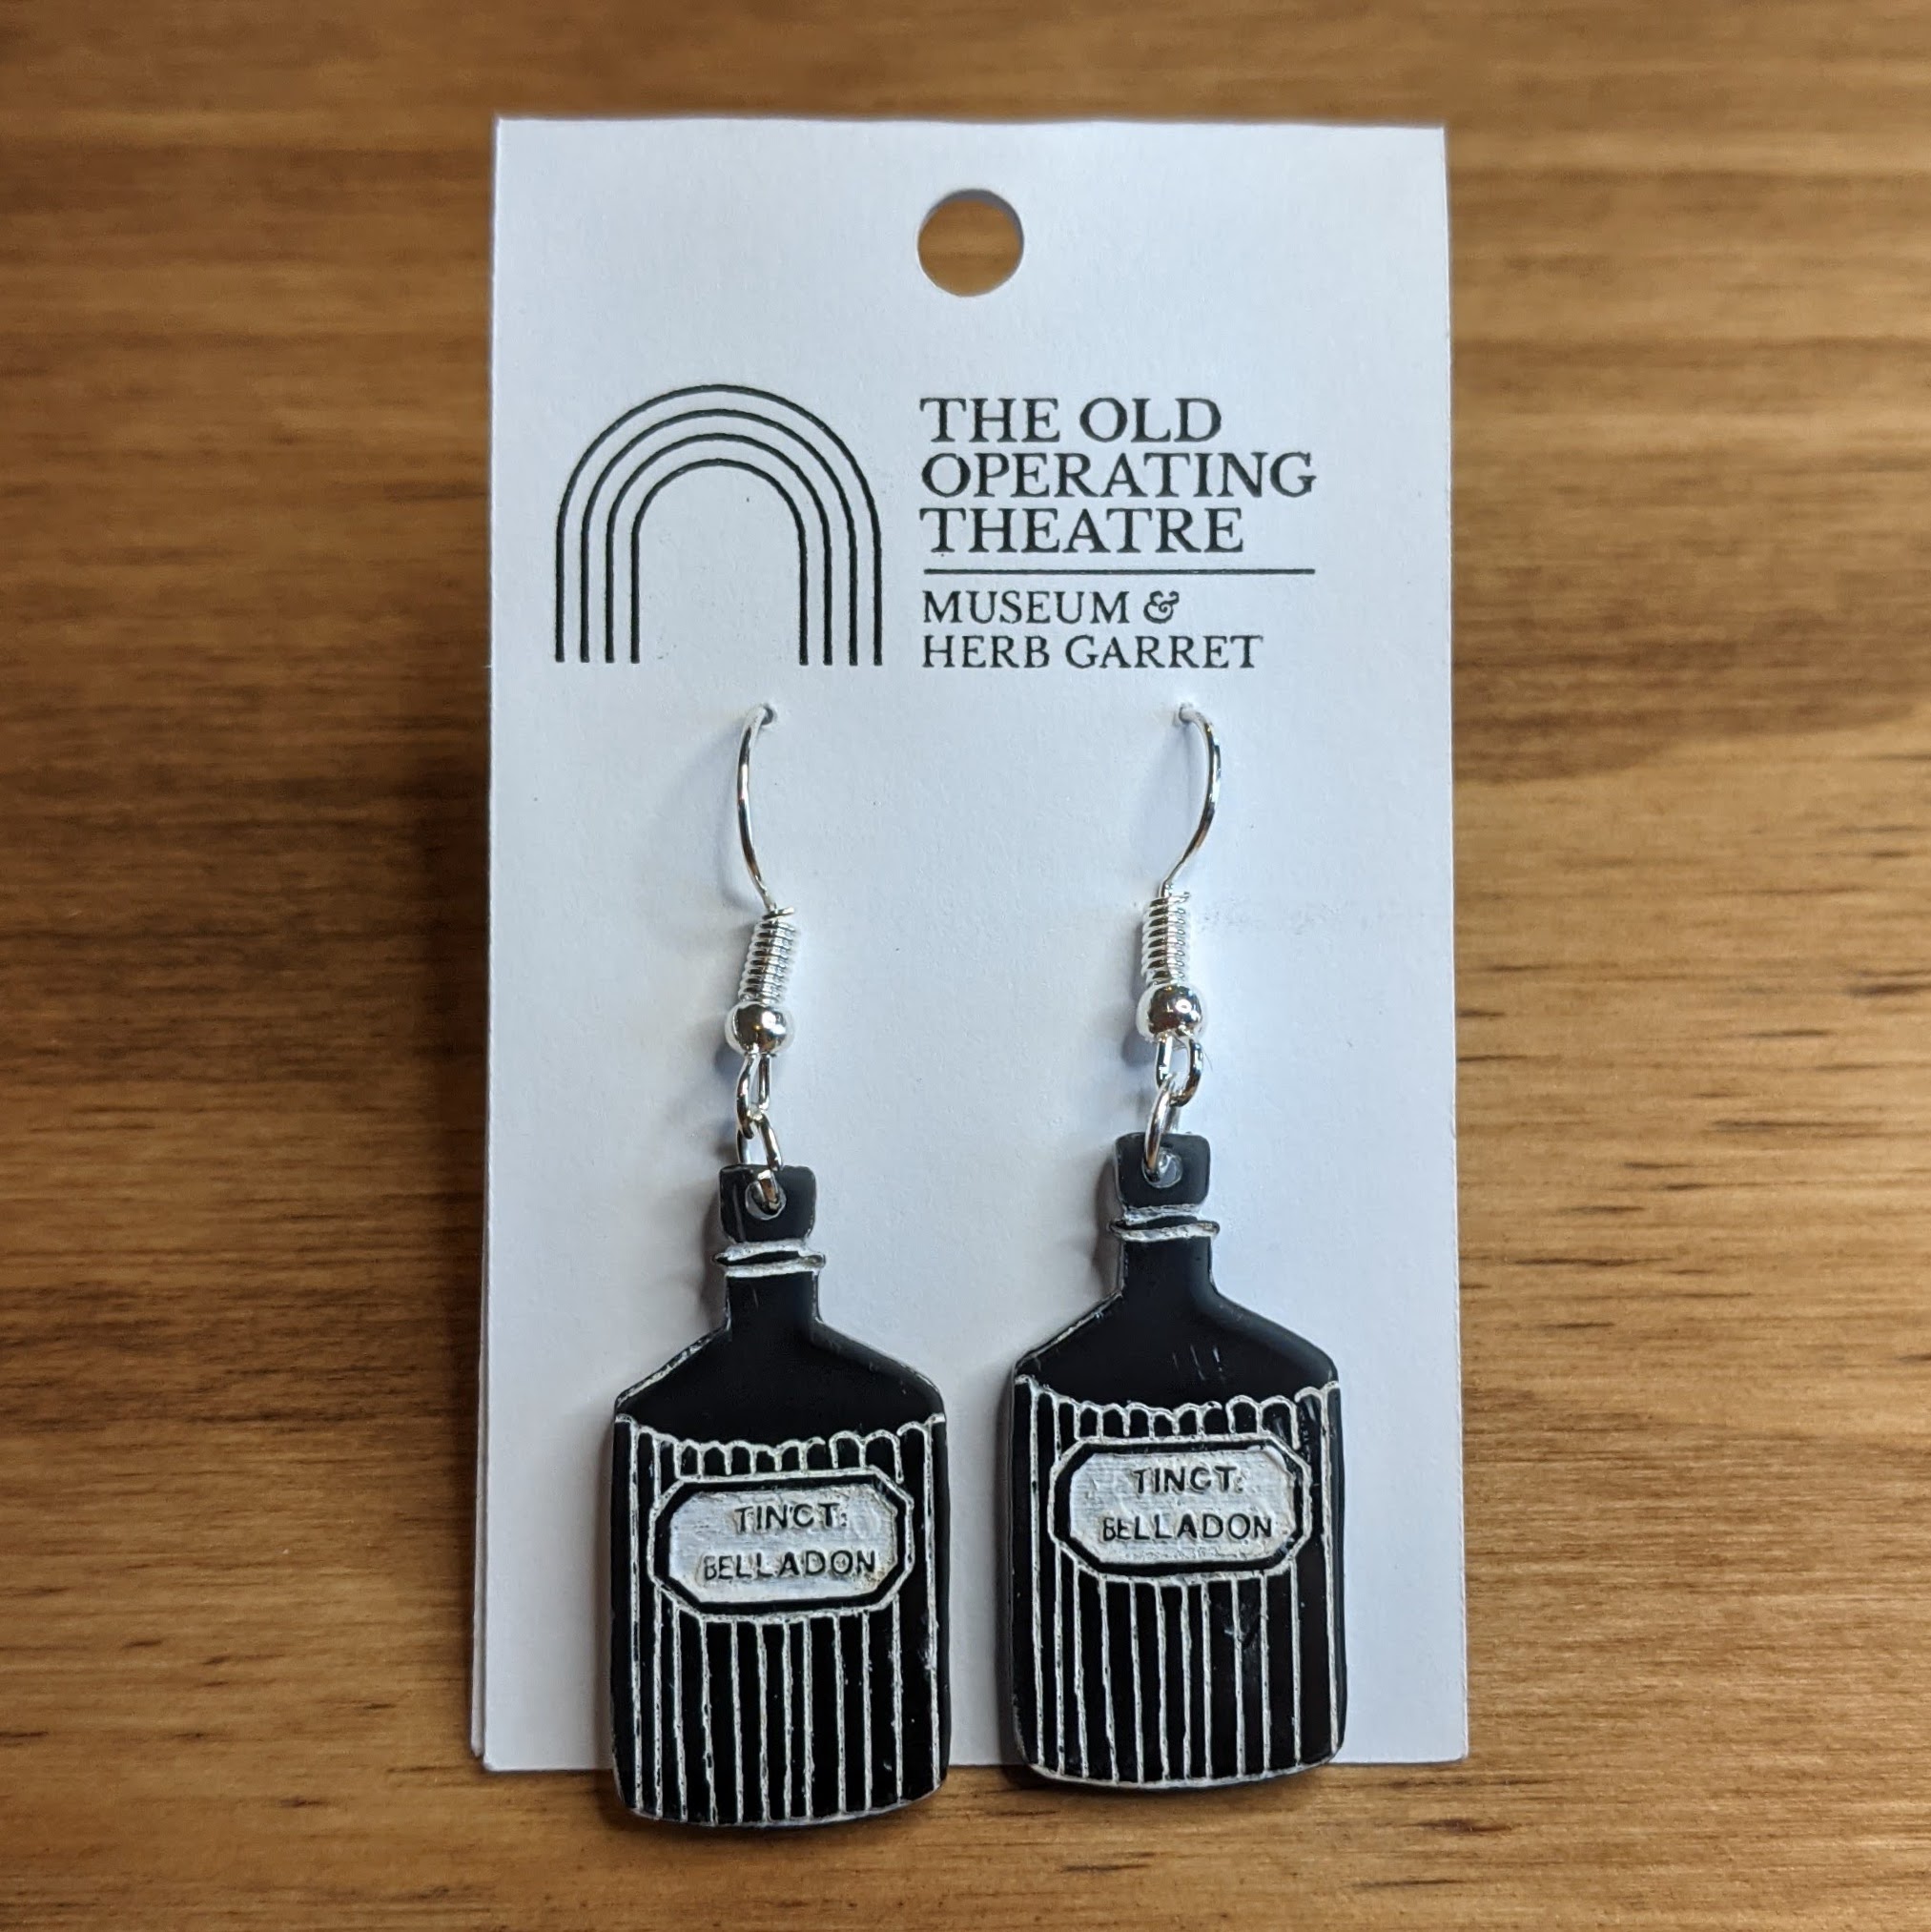 THE OLD
OPERATING
THEATRE
MUSEUM &
HERB GARRET
TINCT:
BELLADON
TINCT:
BELLADON